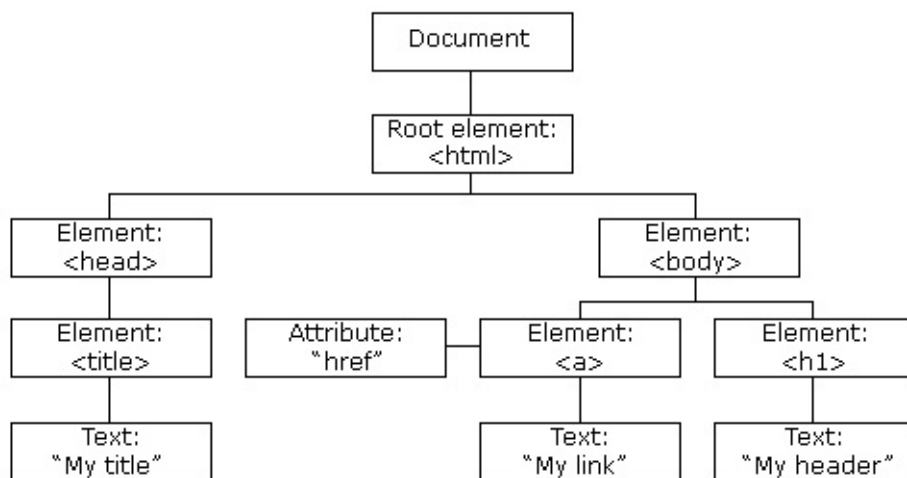 Document
Root element:
<html>
Element:
<head>
Element:
<body>
Element:
<title>
Attribute:
“href”
Element:
<a>
Element:
<h1>
Text:
“My title”
Text:
“My link”
Text:
“My header”